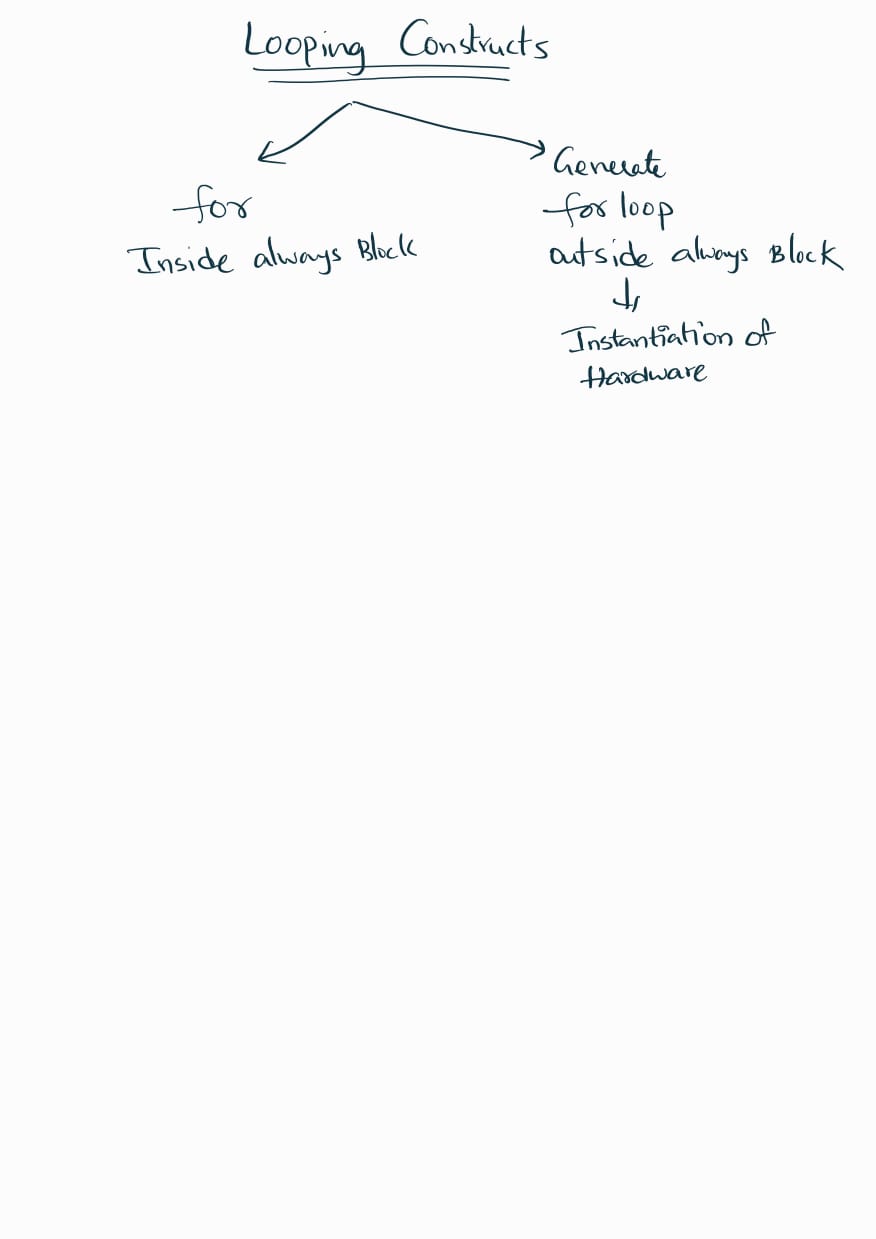 Looping Constructs
for
Inside always Block
Generate
for loop
outside always Block
Instantiation of
Hardware